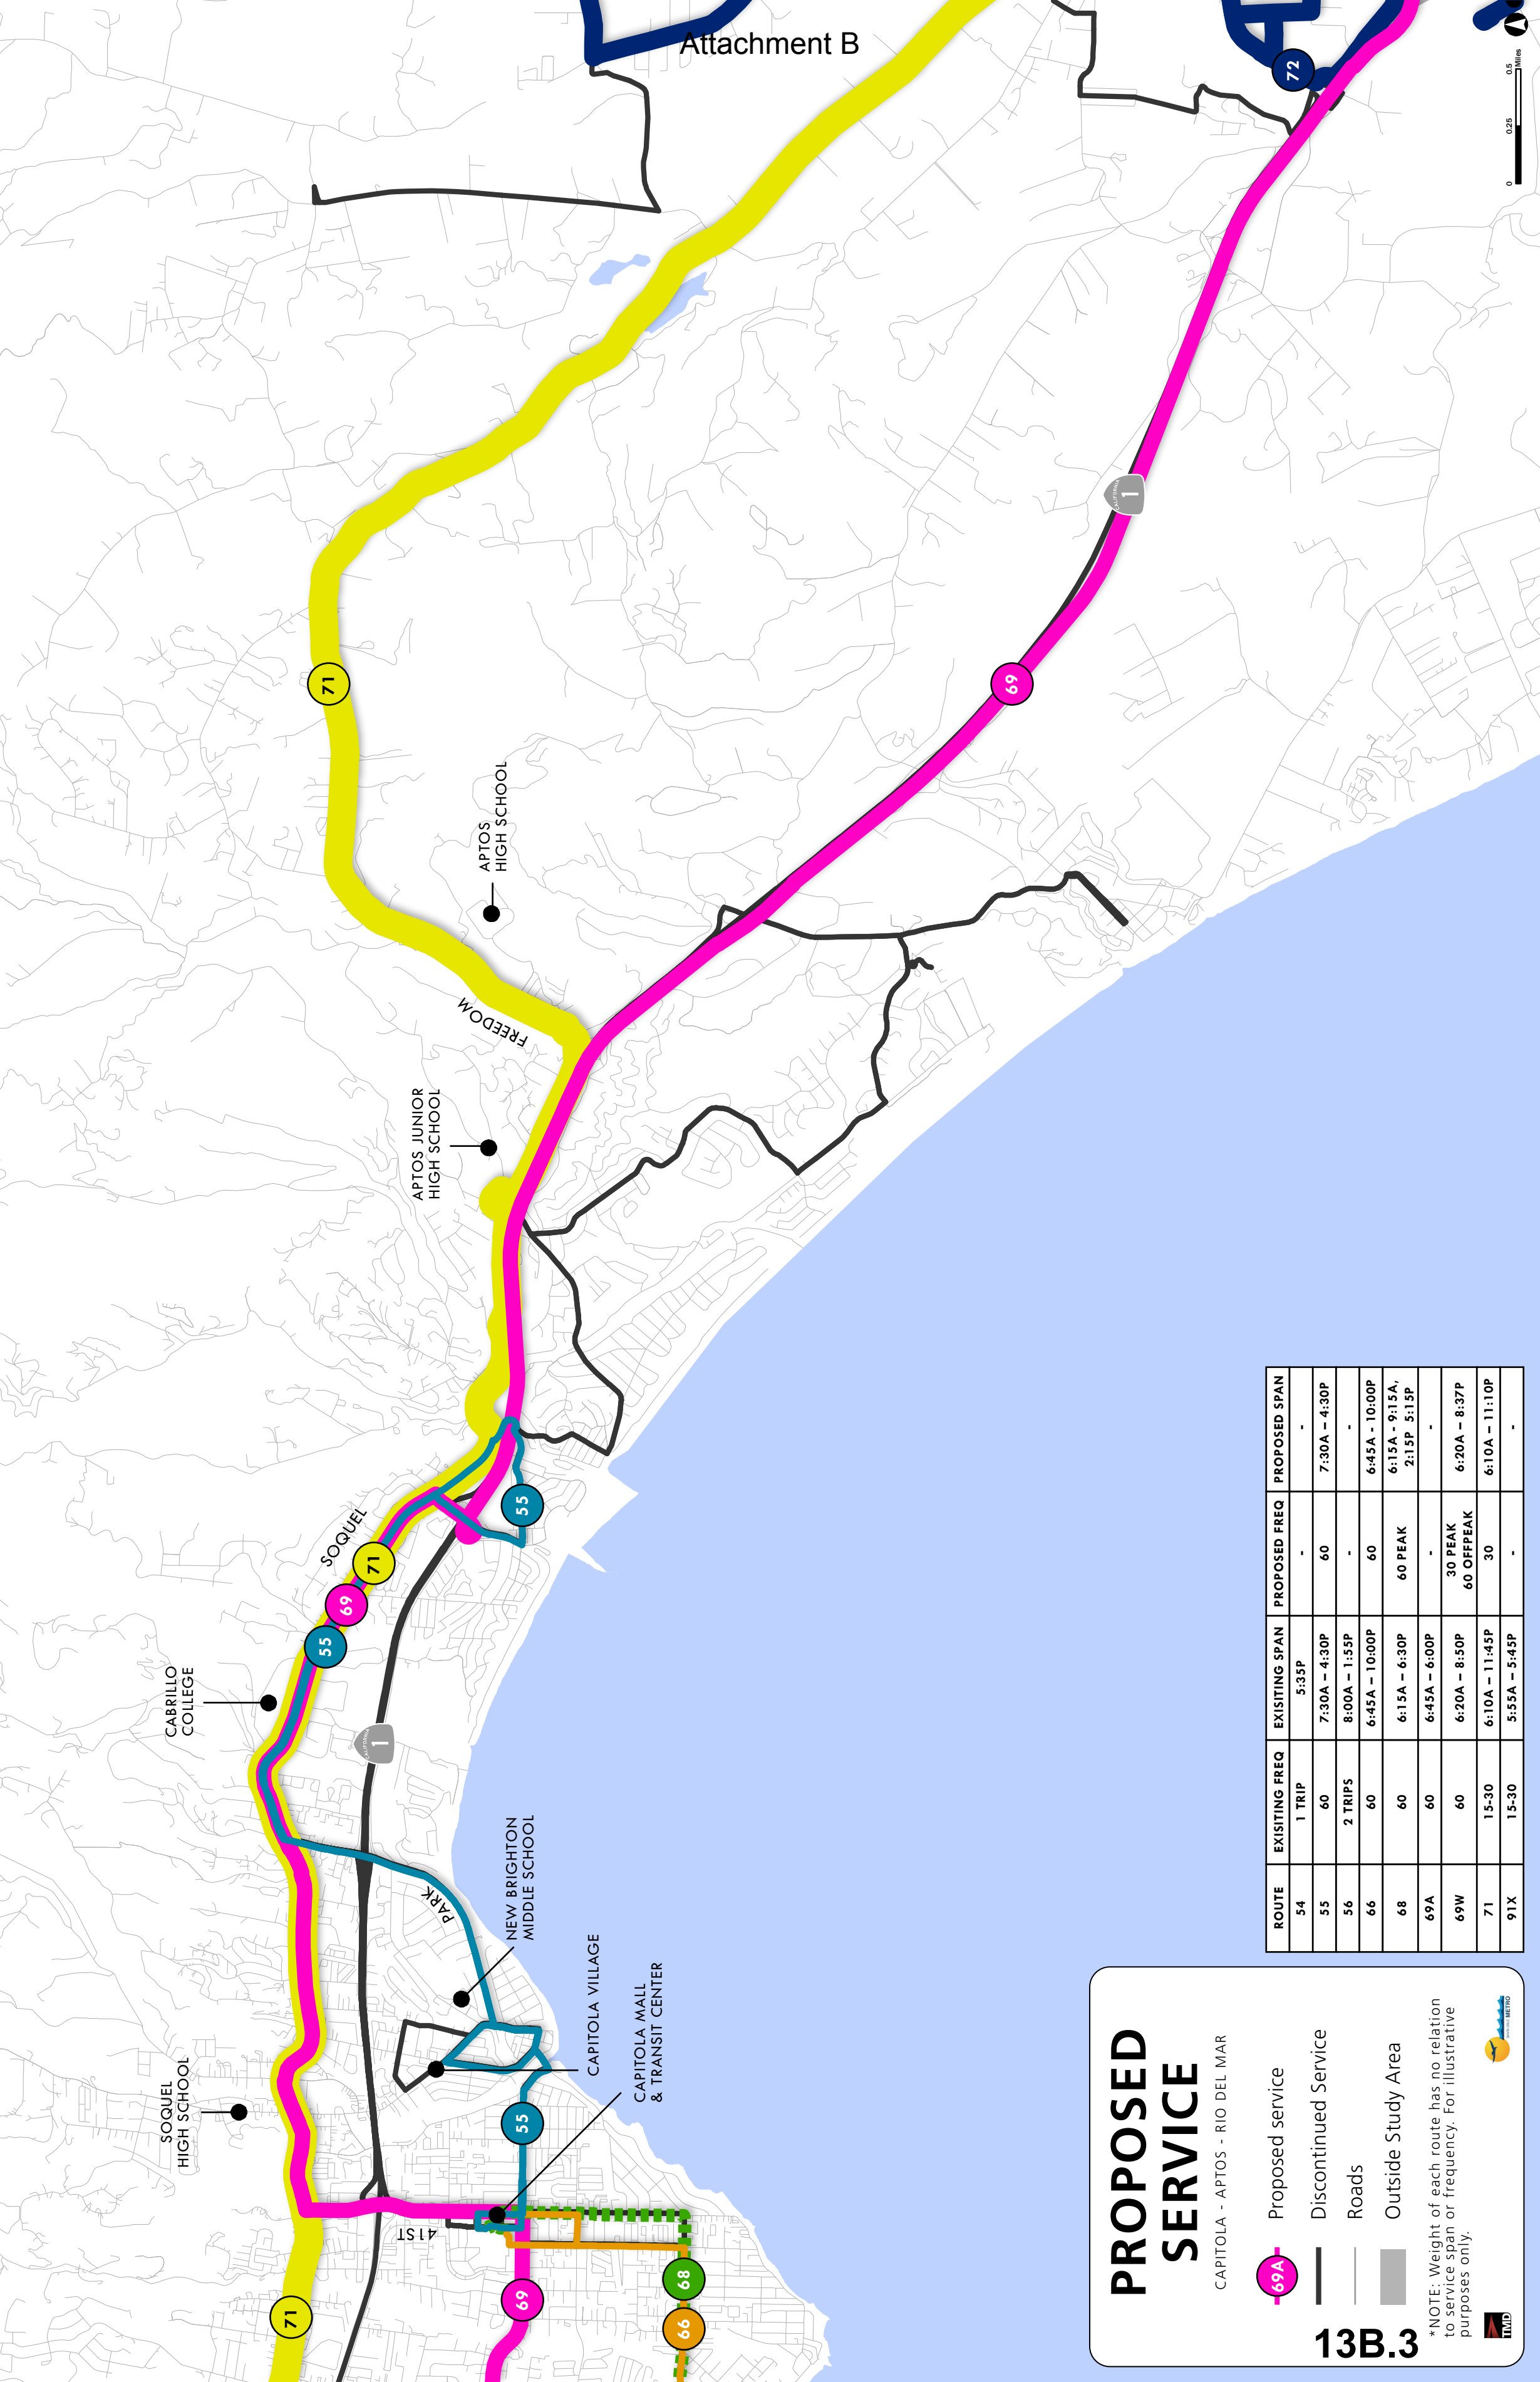 Attachment B
72
0 0.25 0.5 Miles
71
CALIFORNIA
1
69
APTOS
HIGH SCHOOL
FREEDOM
APTOS JUNIOR
HIGH SCHOOL
55
SOQUEL
71
69
55
CABRILLO
COLLEGE
CALIFORNIA
1
PARK
NEW BRIGHTON
MIDDLE SCHOOL
CAPITOLA VILLAGE
CAPITOLA MALL
& TRANSIT CENTER
SOQUEL
HIGH SCHOOL
55
41ST
71
69
68
66
ROUTE EXISITING FREQ EXISITING SPAN PROPOSED FREQ PROPOSED SPAN
54 1 TRIP 5:35P - -
55 60 7:30A – 4:30P 60 7:30A – 4:30P
56 2 TRIPS 8:00A – 1:55P - -
66 60 6:45A – 10:00P 60 6:45A - 10:00P
68 60 6:15A – 6:30P 60 PEAK 6:15A - 9:15A,
2:15P 5:15P
69A 60 6:45A – 6:00P - -
69W 60 6:20A – 8:50P 30 PEAK
60 OFFPEAK 6:20A – 8:37P
71 15-30 6:10A – 11:45P 30 6:10A – 11:10P
91X 15-30 5:55A – 5:45P - -
PROPOSED
SERVICE
CAPITOLA - APTOS - RIO DEL MAR
69A Proposed service
Discontinued Service
Roads
Outside Study Area
*NOTE: Weight of each route has no relation
to service span or frequency. For illustrative
purposes only.
TMD
METRO
13B.3